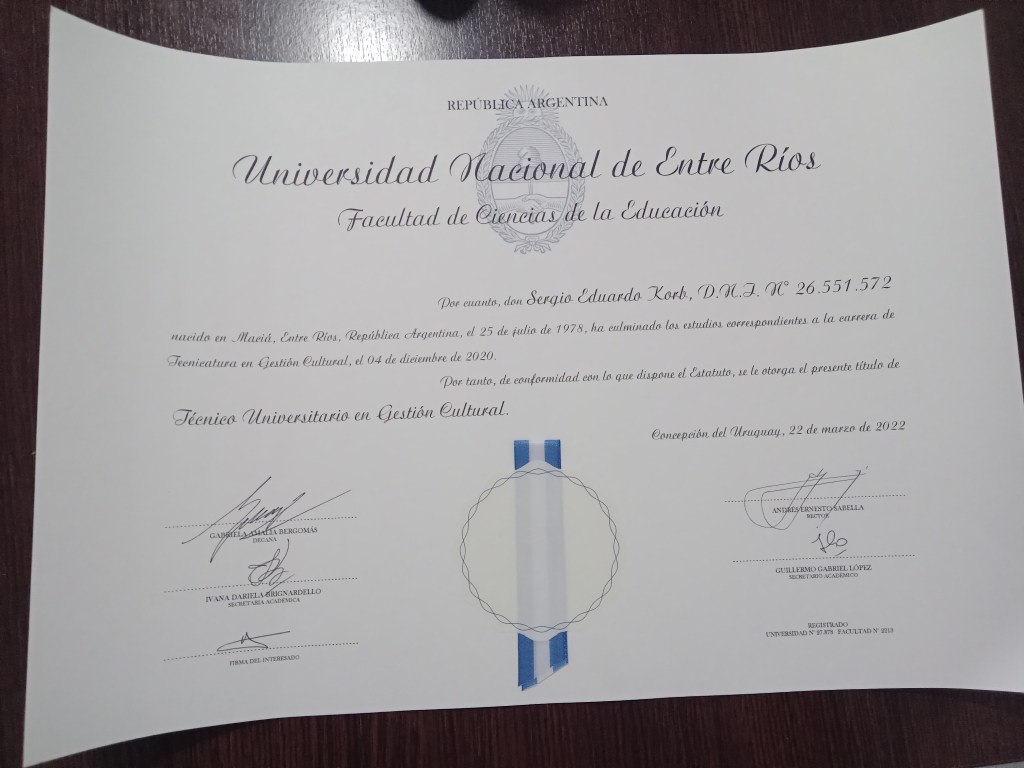 REPÚBLICA ARGENTINA
Universidad Nacional de Entre Ríos
Facultad de Ciencias de la Educación
Por cuanto, don Sergio Eduardo Korb, D.N.I. N° 26.551.572
nacido en Maciá, Entre Ríos, República Argentina, el 25 de julio de 1978, ha culminado los estudios correspondientes a la carrera de
Tecnicatura en Gestión Cultural, el 04 de diciembre de 2020.
Por tanto, de conformidad con lo que dispone el Estatuto, se le otorga el presente título de
Técnico Universitario en Gestión Cultural.
Concepción del Uruguay, 22 de marzo de 2022
GABRIELA AMALIA BERGOMÁS
DECANA
IVANA DARIELA BRIGNARDELLO
SECRETARIA ACADÉMICA
FIRMA DEL INTERESADO
ANDRÉS ERNESTO SABELLA
RECTOR
GUILLERMO GABRIEL LÓPEZ
SECRETARIO ACADÉMICO
REGISTRADO
UNIVERSIDAD N° 57.878 FACULTAD N° 2213